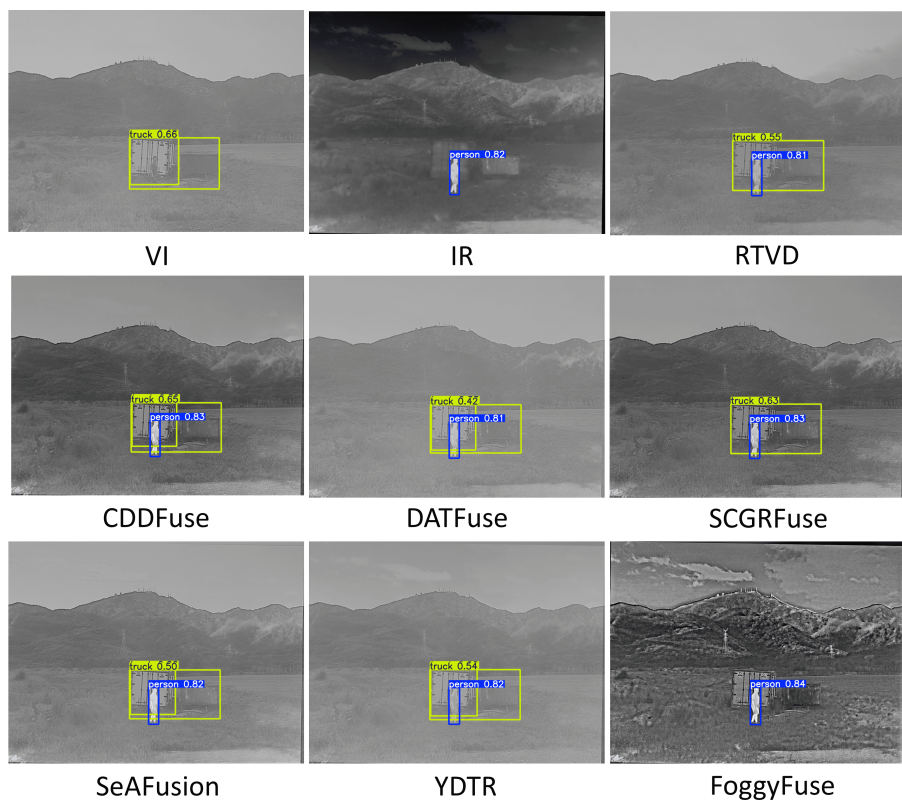 truck 0.66
person 0.82
truck 0.55
person 0.81
VI
IR
RTVD
truck 0.65
person 0.83
truck 0.42
person 0.81
truck 0.63
person 0.83
CDDFuse
DATFuse
SCGRFuse
truck 0.50
person 0.82
truck 0.54
person 0.82
person 0.84
SeAFusion
YDTR
FoggyFuse